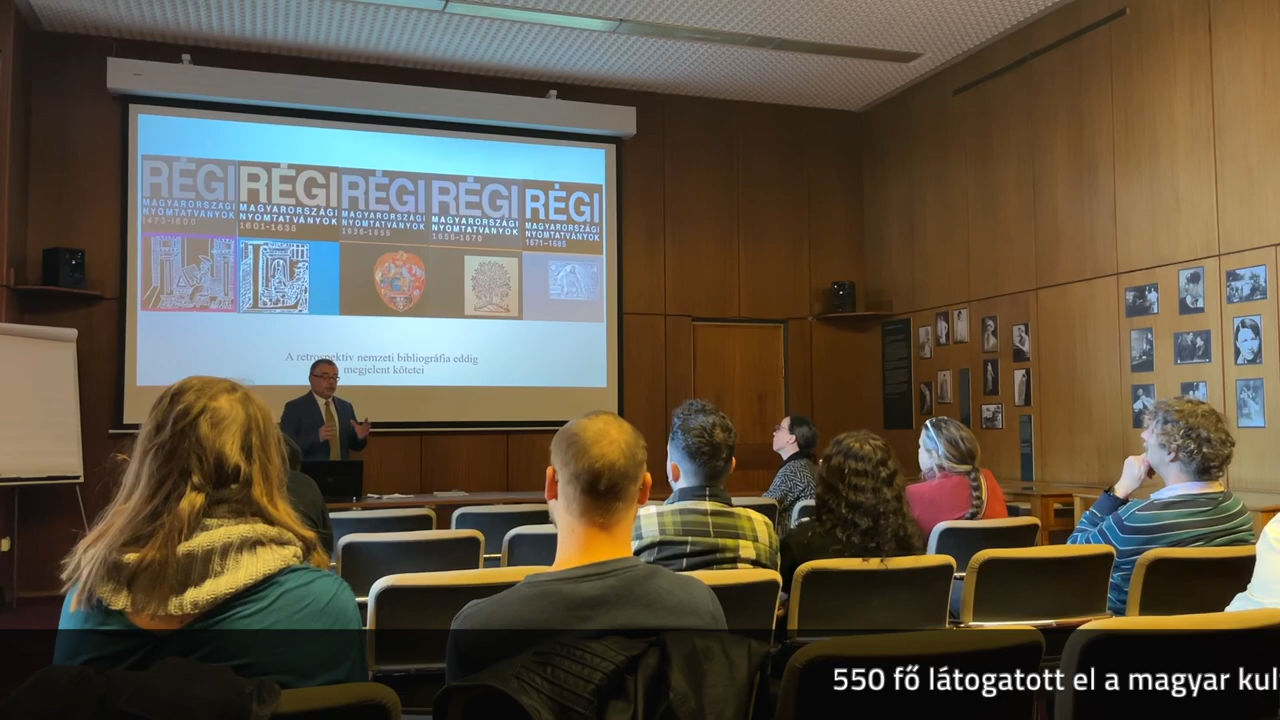 RÉGI RÉGI RÉGI RÉGI RÉGI
MAGYARORSZÁGI MAGYARORSZÁGI MAGYARORSZÁGI MAGYARORSZÁGI MAGYARORSZÁGI
NYOMTATVÁNYOK NYOMTATVÁNYOK NYOMTATVÁNYOK NYOMTATVÁNYOK NYOMTATVÁNYOK
1473-1600 1601-1635 1636-1655 1656-1670 1671-1685
A retrospektív nemzeti bibliográfia eddig
megjelent kötetei
550 fő látogatott el a magyar kul